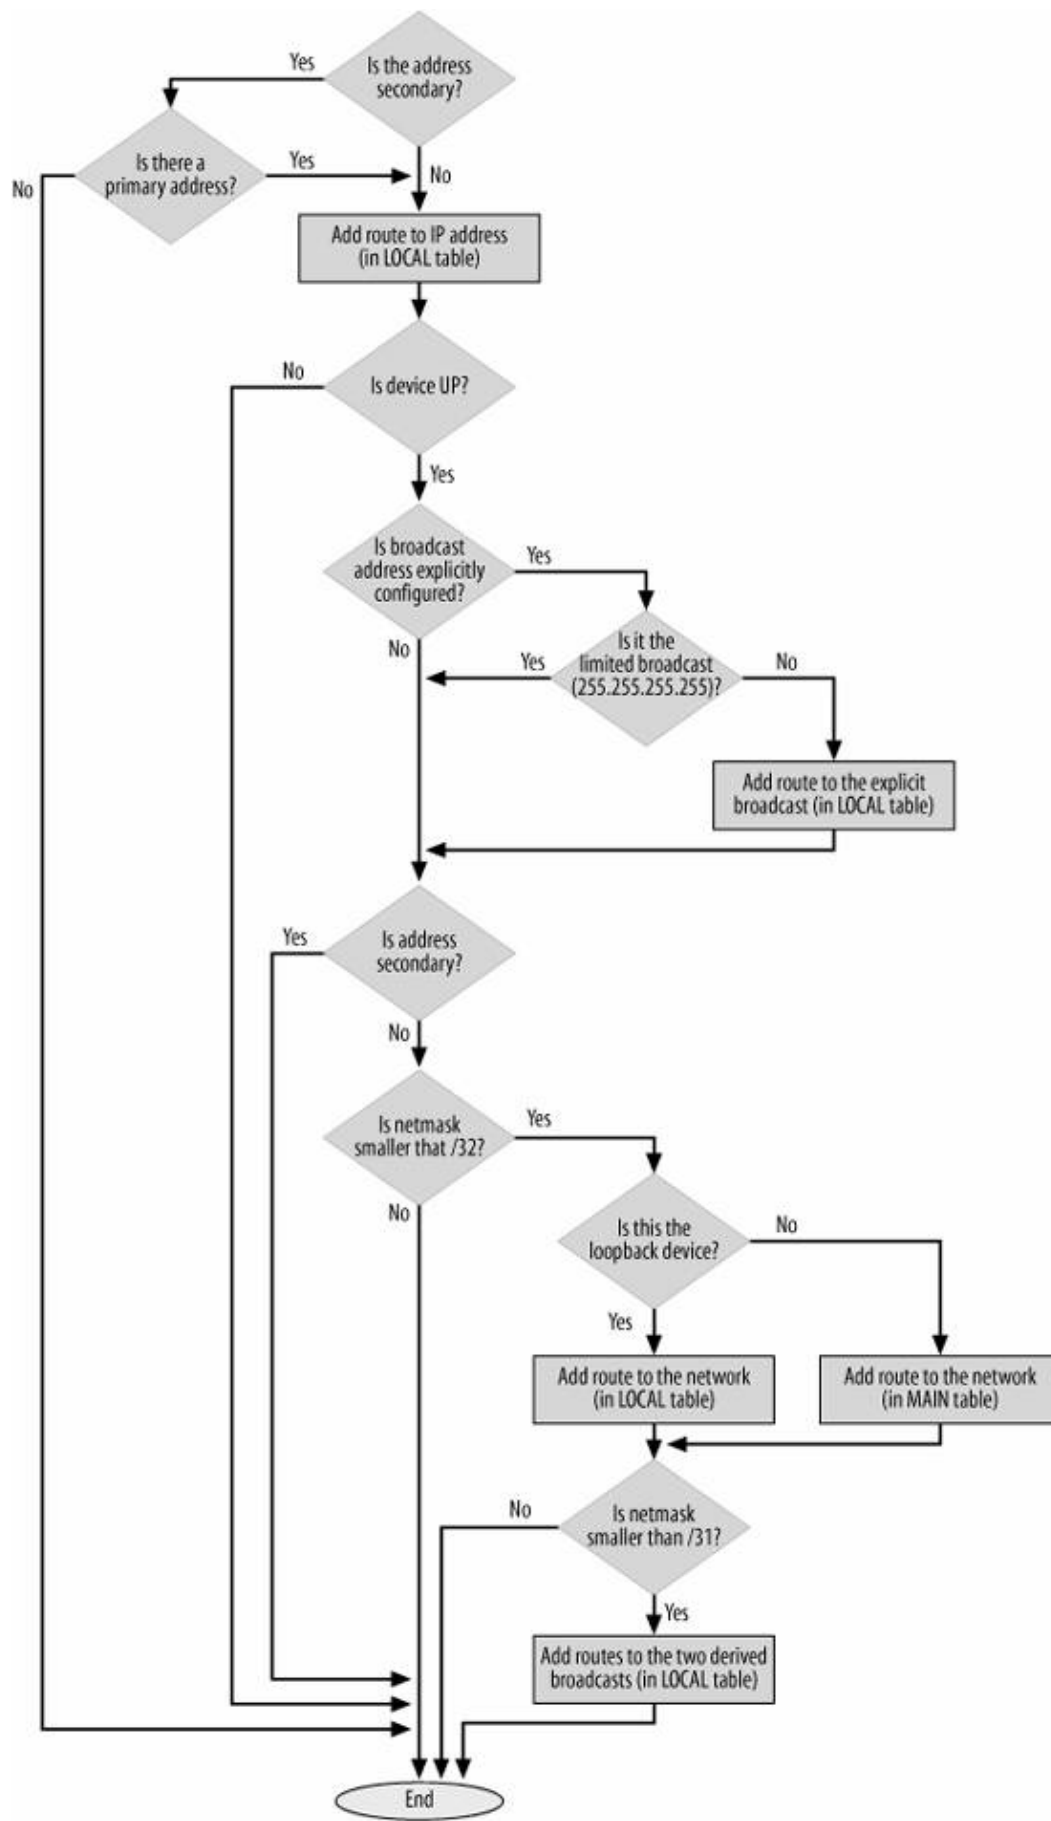 Yes
Is the address
secondary?
Is there a
primary address?
Yes
No
No
Add route to IP address
(in LOCAL table)
No
Is device UP?
Yes
Is broadcast
address explicitly
configured?
Yes
No
Is it the
limited broadcast
(255.255.255.255)?
Yes
No
Add route to the explicit
broadcast (in LOCAL table)
Yes
Is address
secondary?
No
Is netmask
smaller that /32?
Yes
No
Is this the
loopback device?
No
Yes
Add route to the network
(in LOCAL table)
Add route to the network
(in MAIN table)
No
Is netmask
smaller than /31?
Yes
Add routes to the two derived
broadcasts (in LOCAL table)
End